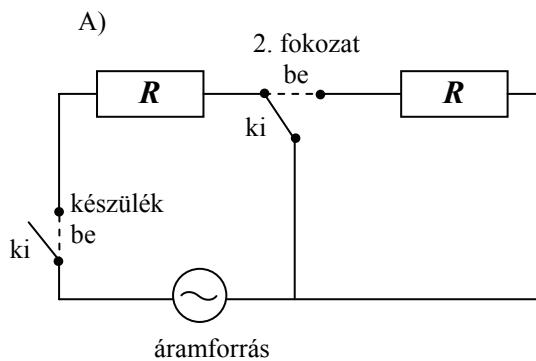 A)
2. fokozat
be
R
R
ki
készülék
be
ki
áramforrás